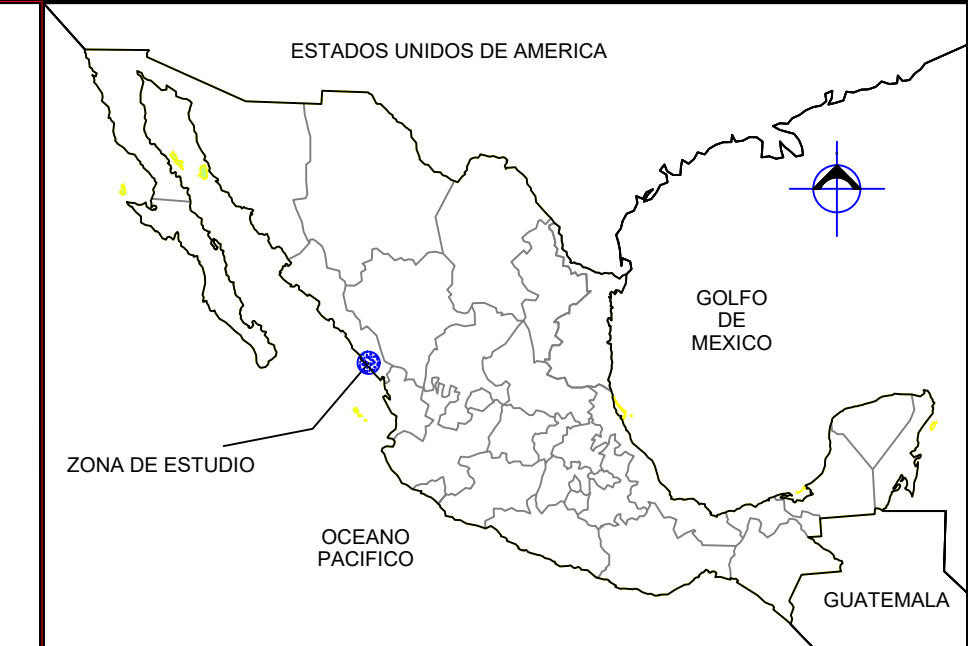 ESTADOS UNIDOS DE AMERICA
GOLFO
DE
MEXICO
ZONA DE ESTUDIO
OCEANO
PACIFICO
GUATEMALA